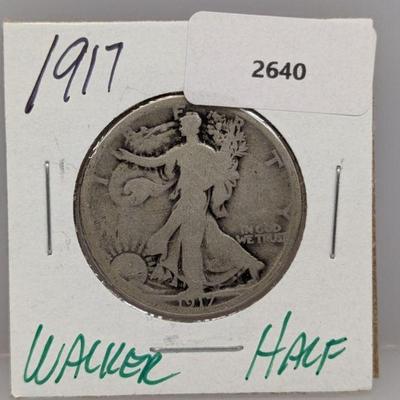 1917
2640
LIBERTY
IN GOD
WE TRUST
1917
WALKER HALF